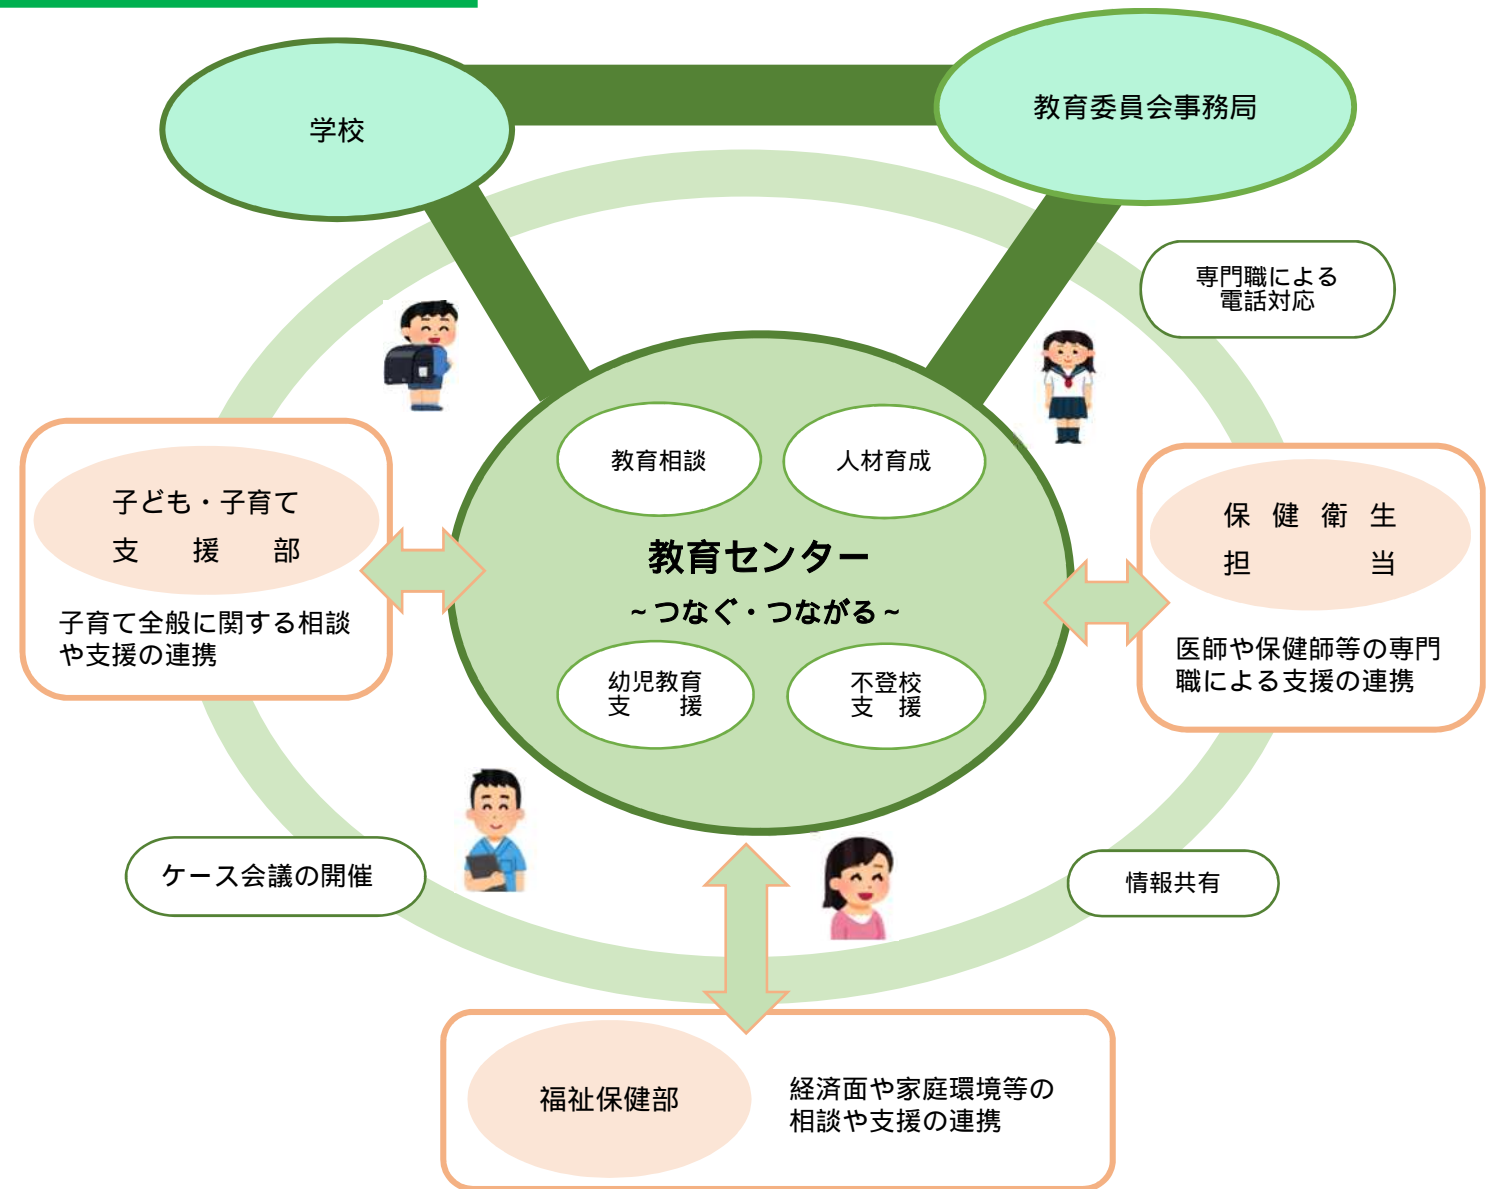 学校
教育委員会事務局
専門職による
電話対応
教育相談
人材育成
教育センター
~つなぐ・つながる~
幼児教育
支　援
不登校
支　援
子ども・子育て
支　援　部
子育て全般に関する相談
や支援の連携
保　健　衛　生
担　当
医師や保健師等の専門
職による支援の連携
ケース会議の開催
情報共有
福祉保健部
経済面や家庭環境等の
相談や支援の連携